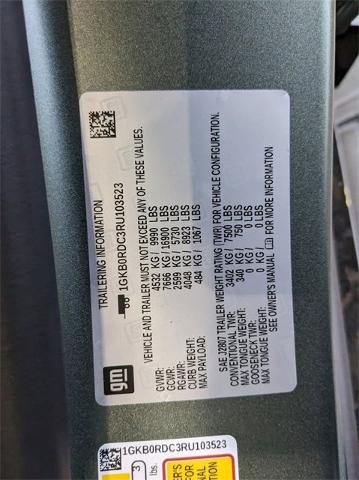 TRAILERING INFORMATION
1GKB0RDC3RU103523
VEHICLE AND TRAILER MUST NOT EXCEED ANY OF THESE VALUES.
GVWR: 4532 KG / 9990 LBS
GCWR: 7666 KG /16900 LBS
RGAWR: 2599 KG / 5730 LBS
CURB WEIGHT: 4048 KG / 8923 LBS
MAX PAYLOAD: 484 KG / 1067 LBS
SAE J2807 TRAILER WEIGHT RATING (TWR) FOR VEHICLE CONFIGURATION.
CONVENTIONAL TWR: 3402 KG / 7500 LBS
MAX TONGUE WEIGHT: 340 KG / 750 LBS
GOOSENECK TWR: 0 KG / 0 LBS
MAX TONGUE WEIGHT: 0 KG / 0 LBS
SEE OWNER'S MANUAL FOR MORE INFORMATION
gm
1GKB0RDC3RU103523
3
lbs.